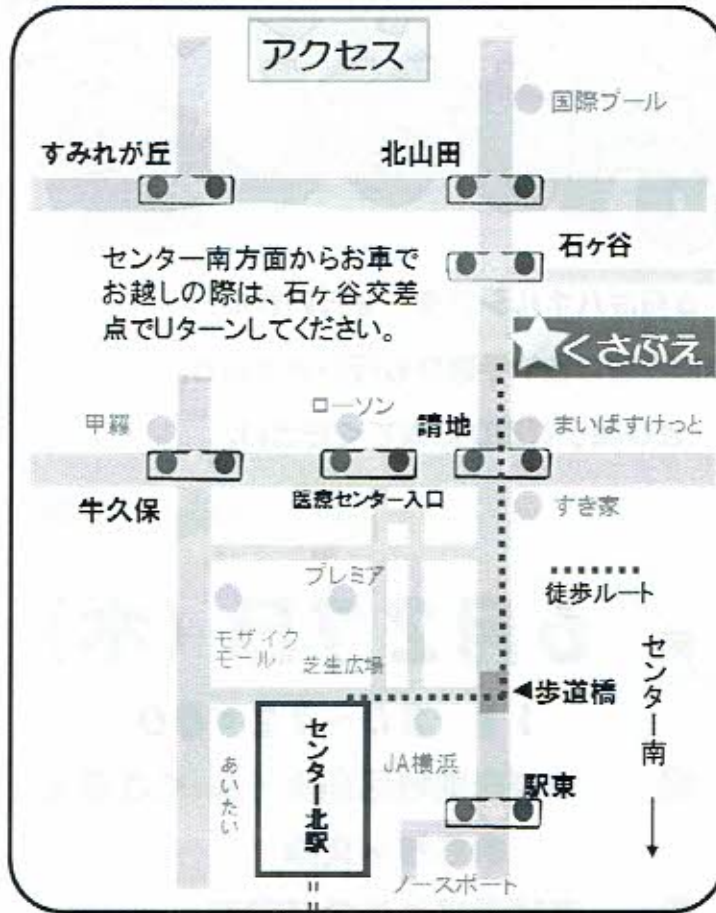 アクセス
国際プール
すみれが丘
北山田
石ヶ谷
センター南方面からお車で
お越しの際は、石ヶ谷交差
点でUターンしてください。
くさぶえ
甲羅
ローソン
請地
まいばすけっと
牛久保
医療センター入口
すき家
プレミア
徒歩ルート
モザイク
モール
芝生広場
センター南
歩道橋
センター北駅
あいたい
JA横浜
駅東
ノースポート